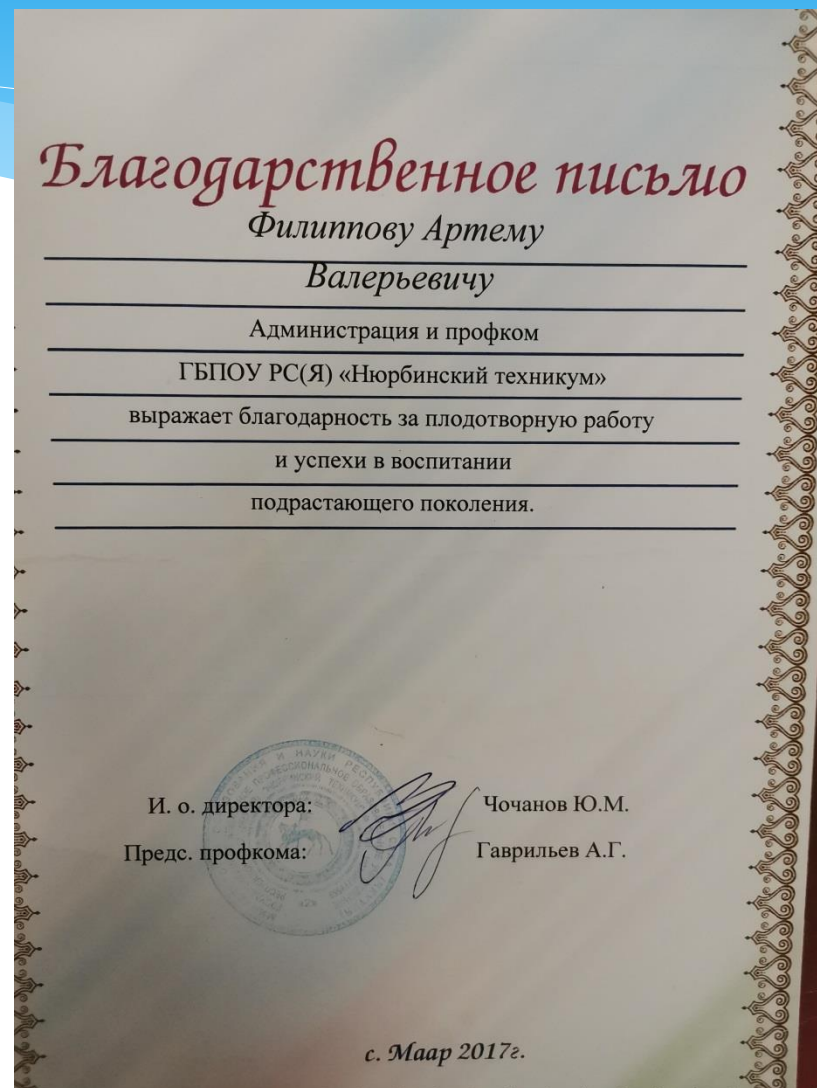 Благодарственное письмо
Филиппову Артему
Валерьевичу
Администрация и профком
ГБПОУ РС(Я) «Нюрбинский техникум»
выражает благодарность за плодотворную работу
и успехи в воспитании
подрастающего поколения.
И. о. директора: Чочанов Ю.М.
Предс. профкома: Гаврильев А.Г.
с. Маар 2017г.